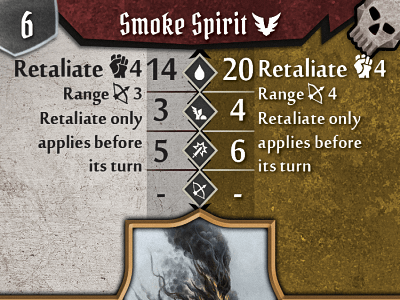 6 Smoke Spirit
Retaliate 4 14 20 Retaliate 4
Range 3 Range 4
3 4
Retaliate only Retaliate only
applies before applies before
5 6
its turn its turn
- -